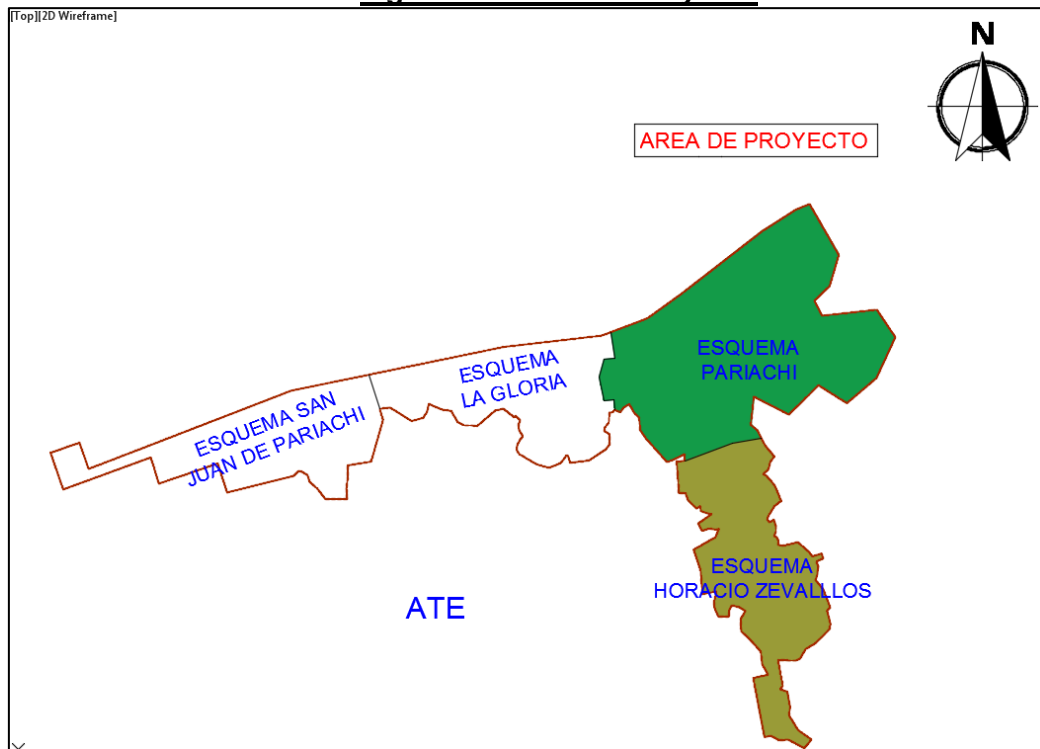 [Top][2D Wireframe]
N
AREA DE PROYECTO
ESQUEMA
PARIACHI
ESQUEMA
LA GLORIA
ESQUEMA SAN
JUAN DE PARIACHI
ESQUEMA
HORACIO ZEVALLLOS
ATE